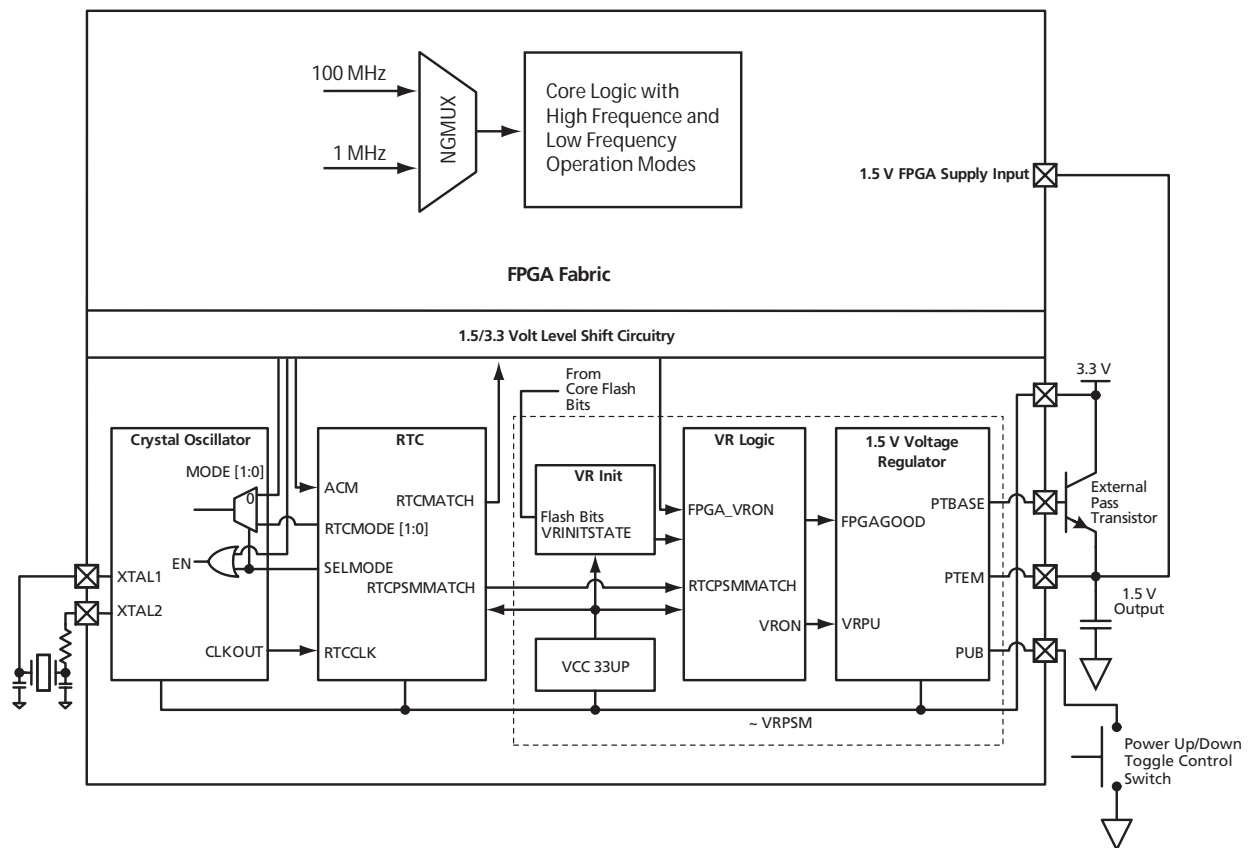 100 MHz
1 MHz
NGMUX
Core Logic with
High Frequence and
Low Frequency
Operation Modes
1.5 V FPGA Supply Input
FPGA Fabric
1.5/3.3 Volt Level Shift Circuitry
From
Core Flash
Bits
3.3 V
Crystal Oscillator
MODE [1:0]
0
EN
XTAL1
XTAL2
CLKOUT
RTC
ACM
RTCMATCH
RTCMODE [1:0]
SELMODE
RTCPSMMATCH
RTCCLK
VR Init
Flash Bits
VRINITSTATE
VCC 33UP
VR Logic
FPGA_VRON
RTCPSMMATCH
VRON
1.5 V Voltage
Regulator
PTBASE
FPGAGOOD
PTEM
VRPU
PUB
External
Pass
Transistor
1.5 V
Output
~ VRPSM
Power Up/Down
Toggle Control
Switch